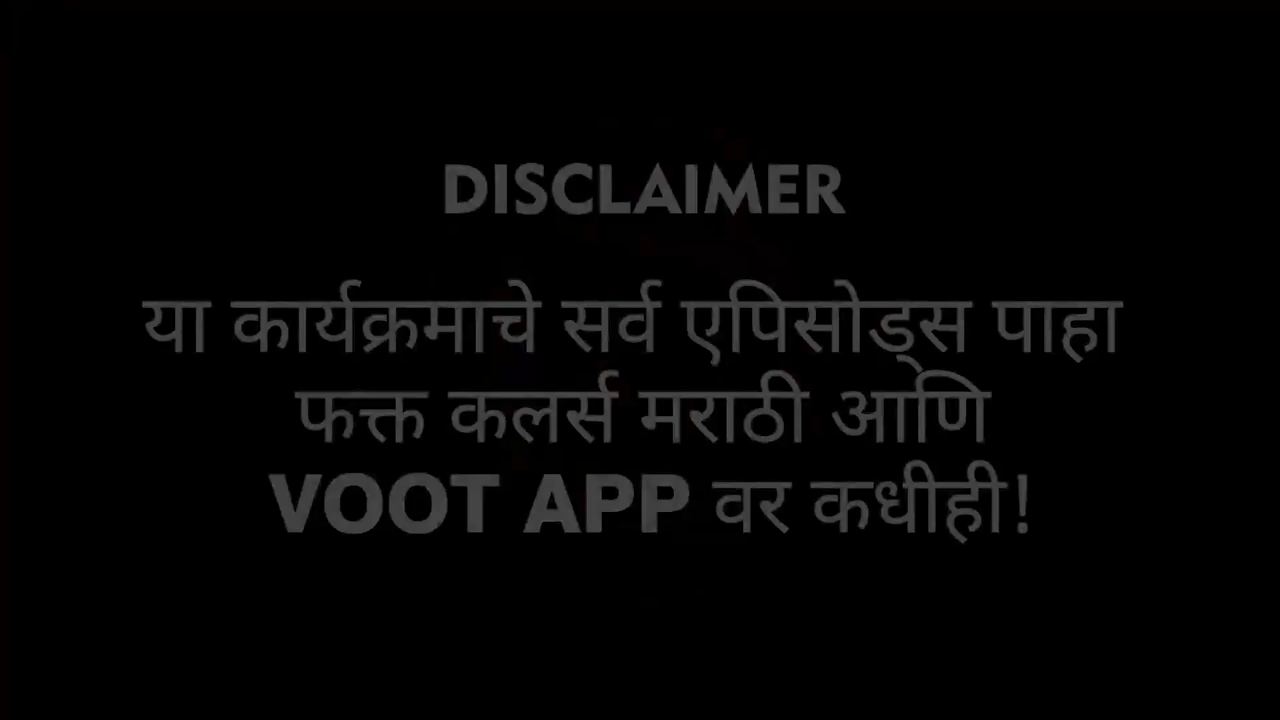 DISCLAIMER
या कार्यक्रमाचे सर्व एपिसोड्स पाहा
फक्त कलर्स मराठी आणि
VOOT APP वर कधीही!